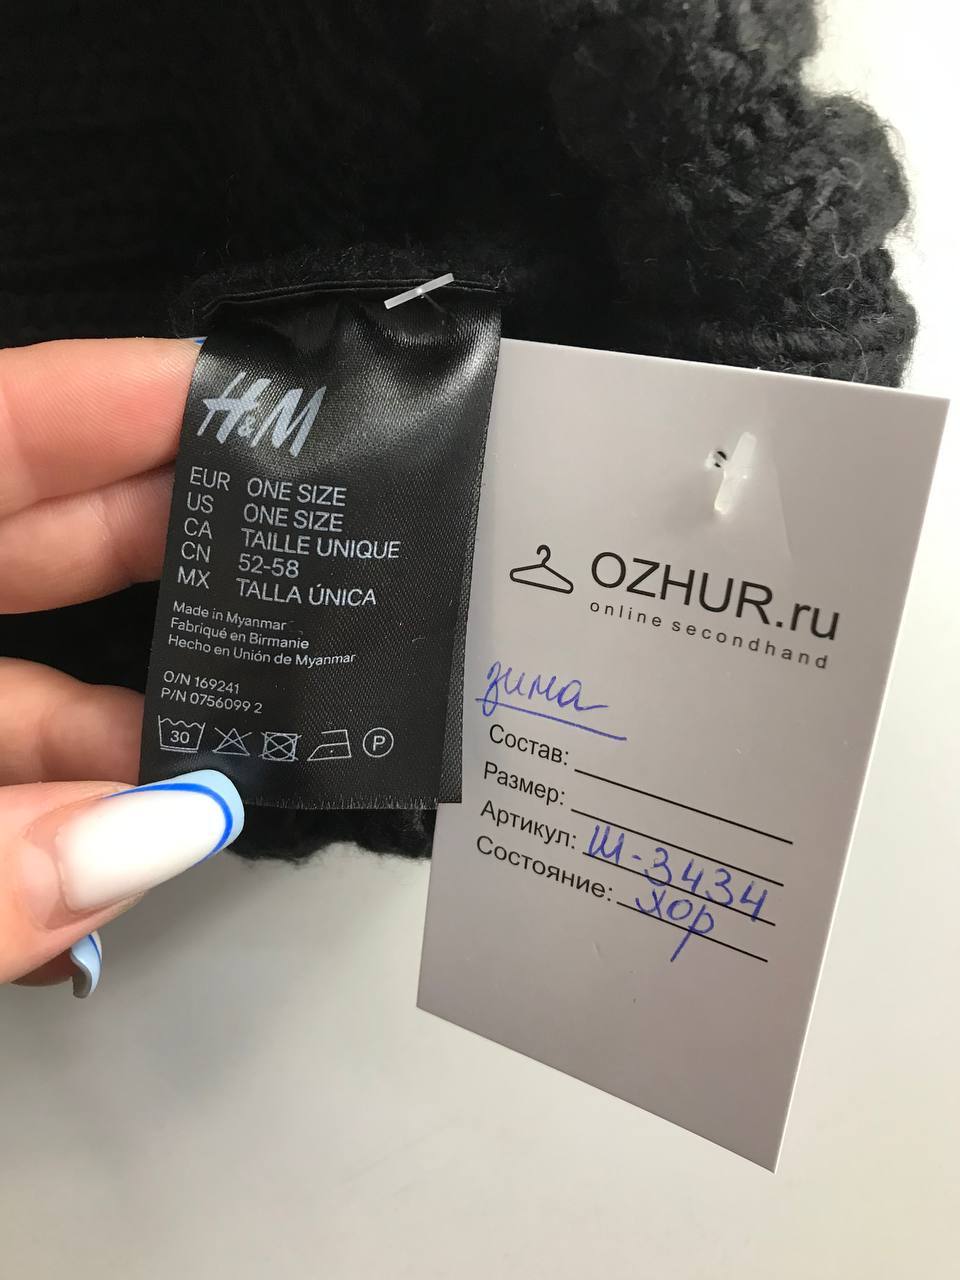 H&M
EUR ONE SIZE
US ONE SIZE
CA TAILLE UNIQUE
CN 52-58
MX TALLA ÚNICA
Made in Myanmar
Fabriqué en Birmanie
Hecho en Unión de Myanmar
O/N 169241
P/N 0756099 2
30
P
OZHUR.ru
online secondhand
зима
Состав:
Размер:
Артикул: Ш-3434
Состояние: хор